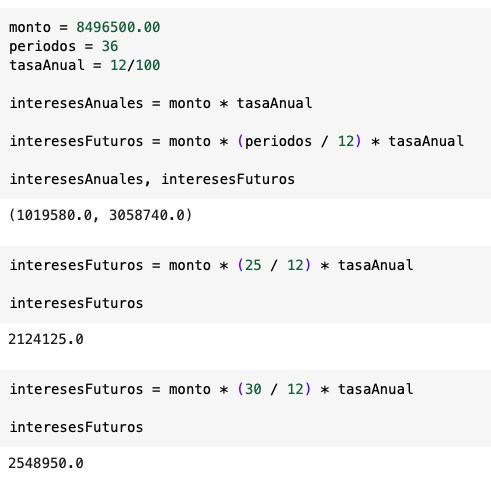 monto = 8496500.00
periodos = 36
tasaAnual = 12/100
interesesAnuales = monto * tasaAnual
interesesFuturos = monto * (periodos / 12) * tasaAnual
interesesAnuales, interesesFuturos
(1019580.0, 3058740.0)
interesesFuturos = monto * (25 / 12) * tasaAnual
interesesFuturos
2124125.0
interesesFuturos = monto * (30 / 12) * tasaAnual
interesesFuturos
2548950.0